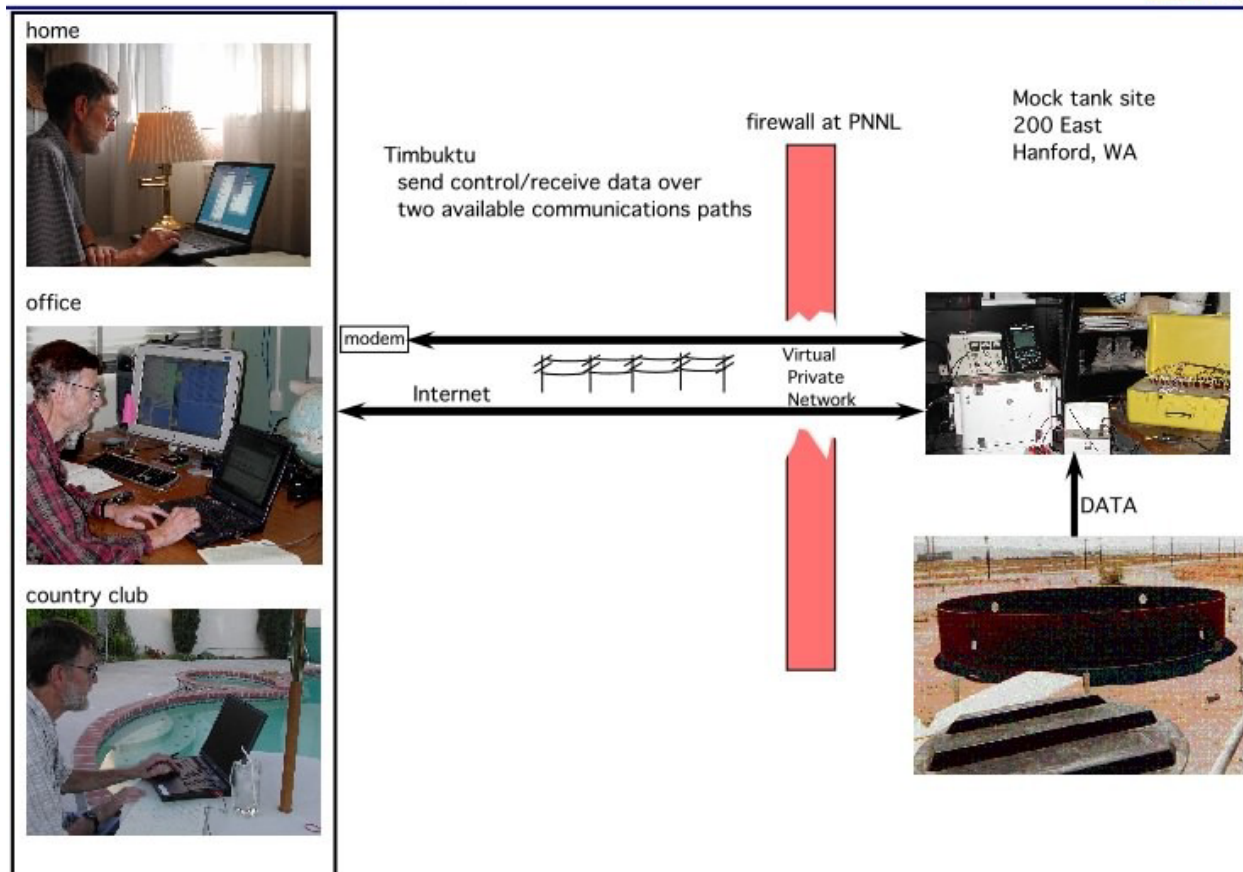 home
office
country club
Timbuktu
send control/receive data over
two available communications paths
modem
Internet
firewall at PNNL
Virtual
Private
Network
Mock tank site
200 East
Hanford, WA
DATA